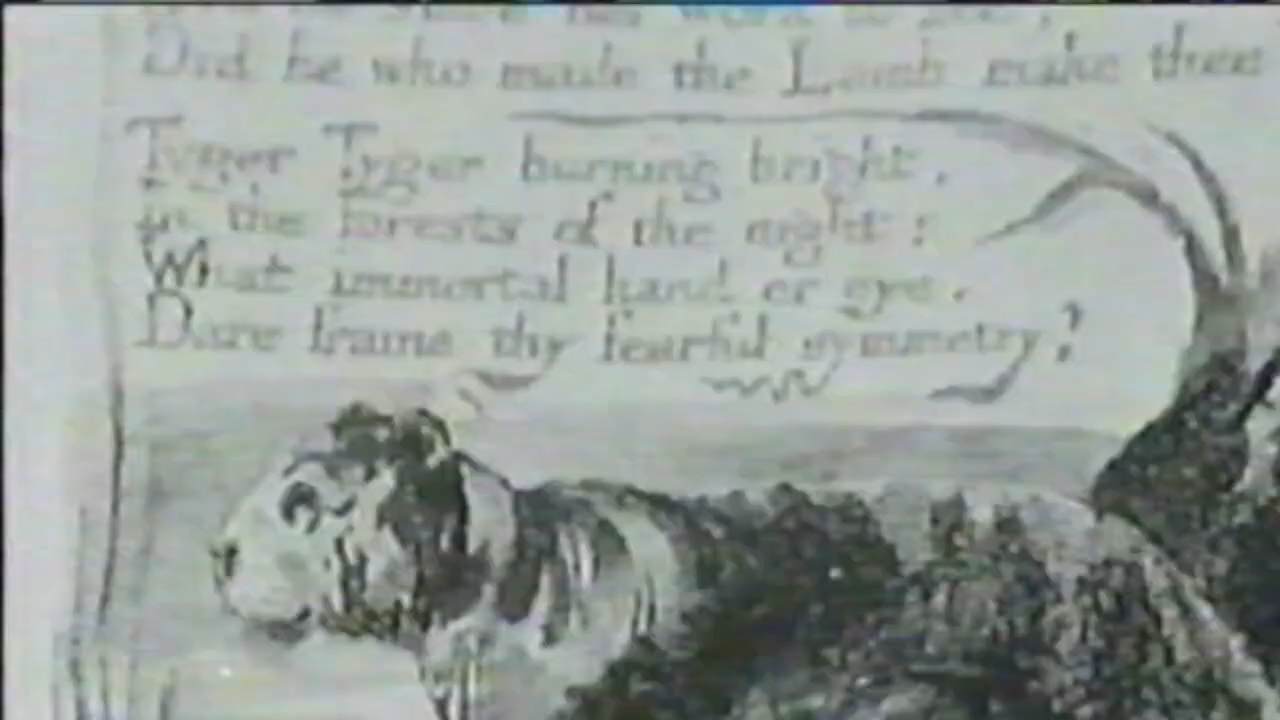 Did he who made the Lamb make thee
Tyger Tyger burning bright,
in the forests of the night:
What immortal hand or eye,
Dare frame thy fearful symmetry?